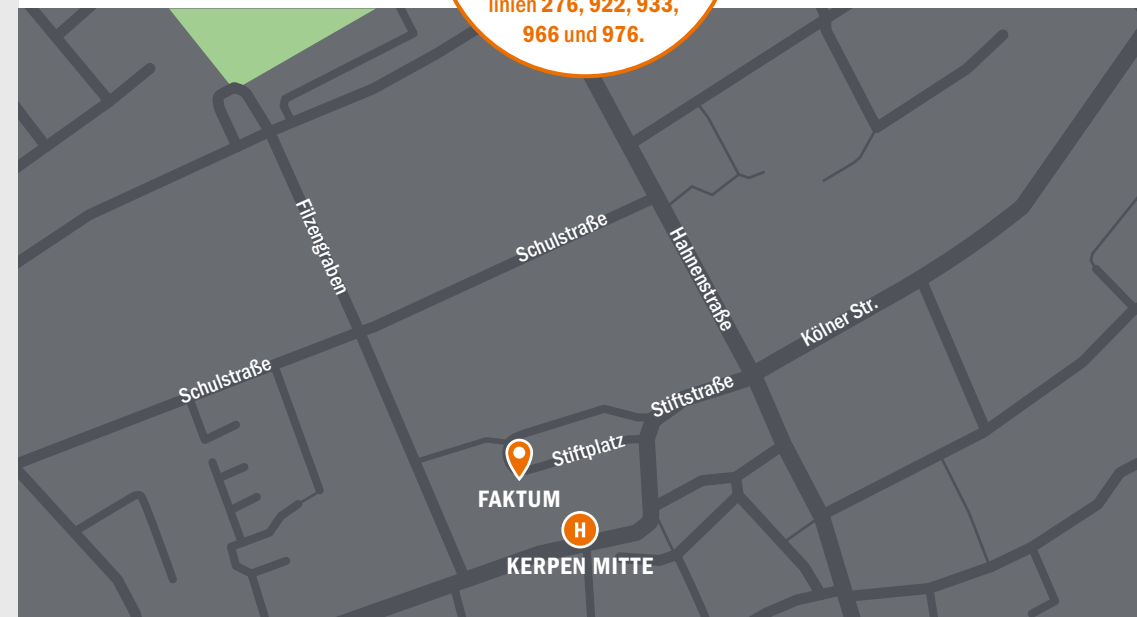 linien 276, 922, 933,
966 und 976.
Filzengraben
Schulstraße
Hahnenstraße
Kölner Str.
Schulstraße
Stiftstraße
Stiftplatz
FAKTUM
H
KERPEN MITTE